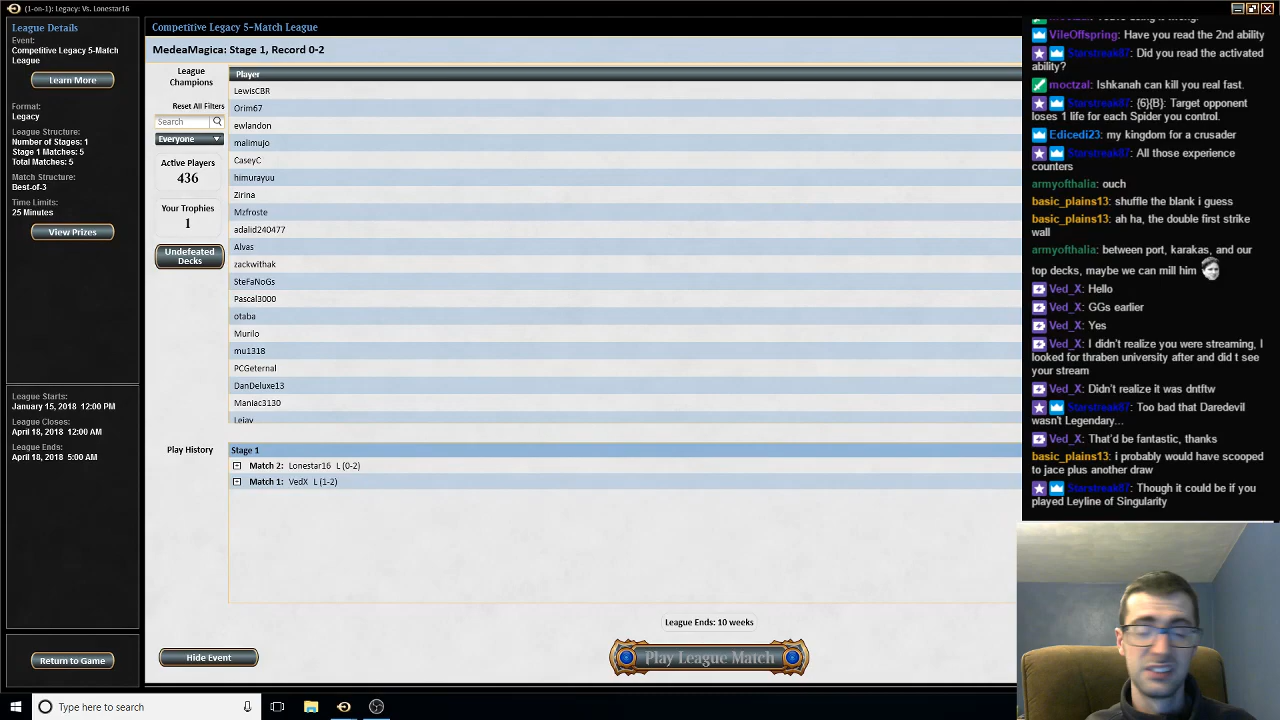 (1-on-1): Legacy: Vs. Lonestar16
League Details
Event:
Competitive Legacy 5-Match
League
Learn More
Format:
Legacy
League Structure:
Number of Stages: 1
Stage 1 Matches: 5
Total Matches: 5
Match Structure:
Best-of-3
Time Limits:
25 Minutes
View Prizes
League Starts:
January 15, 2018 12:00 PM
League Closes:
April 18, 2018 12:00 AM
League Ends:
April 18, 2018 5:00 AM
Return to Game
Competitive Legacy 5-Match League
MedeaMagica: Stage 1, Record 0-2
League
Champions
Reset All Filters
Search
Everyone
Active Players
436
Your Trophies
1
Undefeated
Decks
Player
LewisCBR
Orim67
ewlandon
malimujo
CaseyC
himurayuu
Zirina
Mzfroste
adalid240477
Alvas
zackwithak
SteFaNoGs
Pascal3000
otaba
Murilo
mu1318
PCGeternal
DanDeluxe13
Maniac3130
Play History
Stage 1
Match 2: Lonestar16 L (0-2)
Match 1: VedX L (1-2)
League Ends: 10 weeks
Hide Event
Play League Match
Type here to search
VileOffspring: Have you read the 2nd ability
Starstreak87: Did you read the activated
ability?
moctzal: Ishkanah can kill you real fast.
Starstreak87: {6}{B}: Target opponent
loses 1 life for each Spider you control.
Edicedi23: my kingdom for a crusader
Starstreak87: All those experience
counters
armyofthalia: ouch
basic_plains13: shuffle the blank i guess
basic_plains13: ah ha, the double first strike
wall
armyofthalia: between port, karakas, and our
top decks, maybe we can mill him
Ved_X: Hello
Ved_X: GGs earlier
Ved_X: Yes
Ved_X: I didn't realize you were streaming, I
looked for thraben university after and did t see
your stream
Ved_X: Didn't realize it was dntftw
Starstreak87: Too bad that Daredevil
wasn't Legendary...
Ved_X: That'd be fantastic, thanks
basic_plains13: i probably would have scooped
to jace plus another draw
Starstreak87: Though it could be if you
played Leyline of Singularity